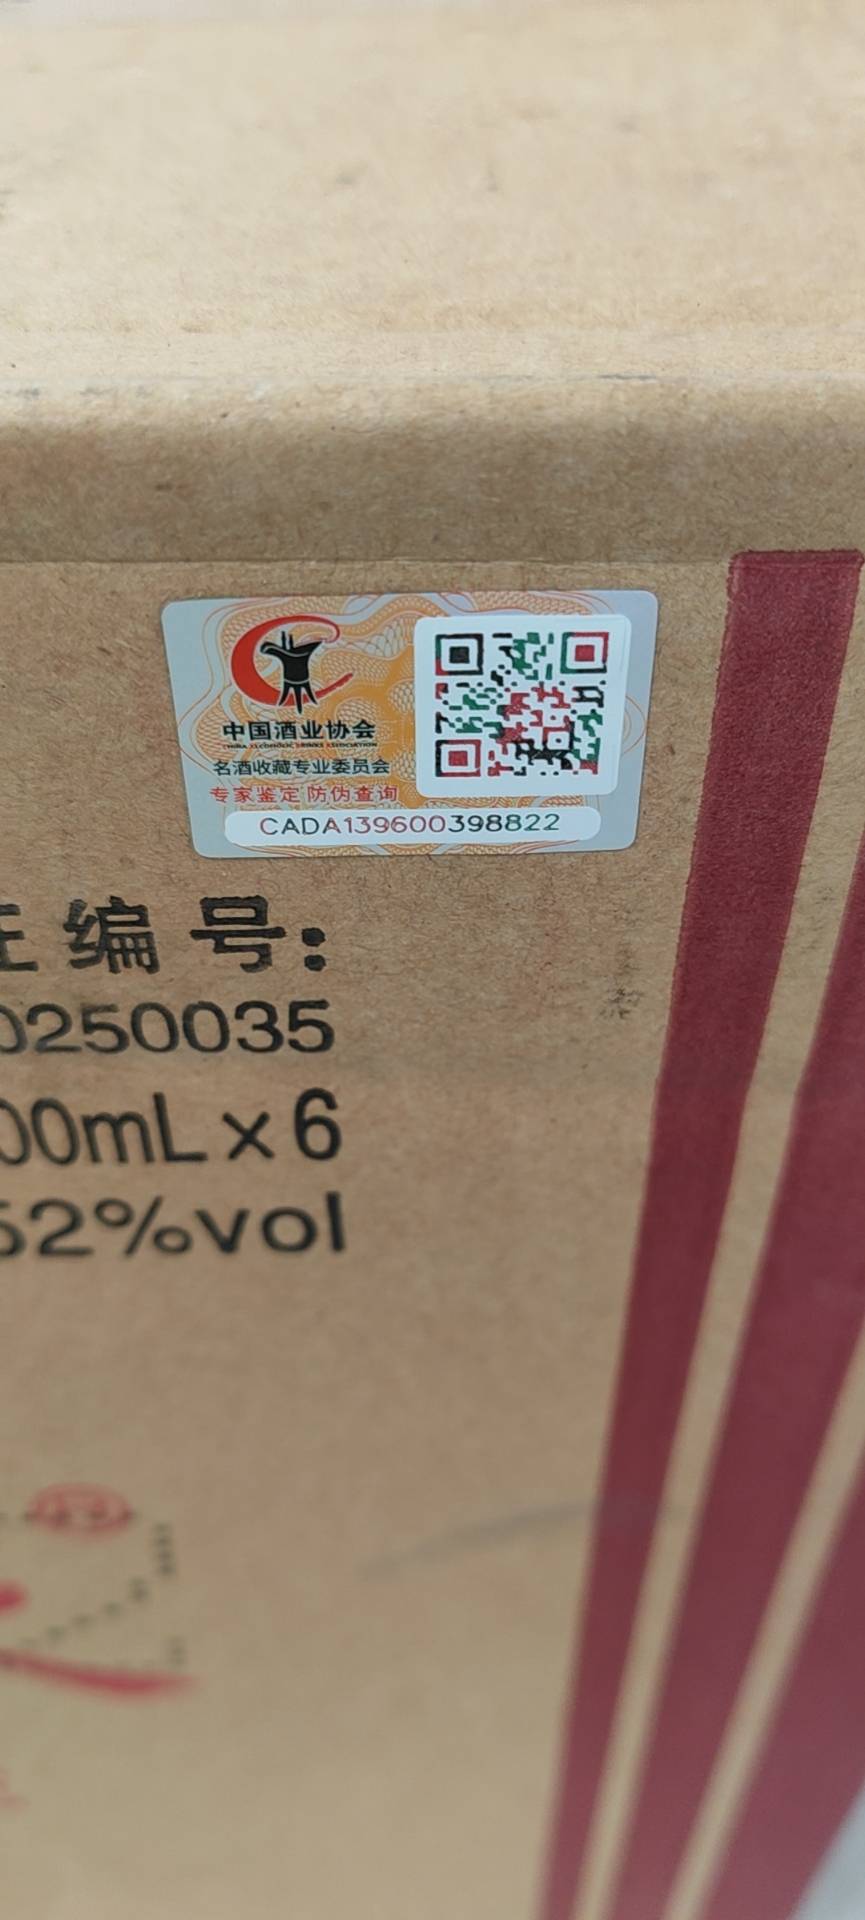 中国酒业协会
CHINA ALCOHOLIC DRINKS ASSOCIATION
名酒收藏专业委员会
专家鉴定 防伪查询
CADA139600398822
编号:
0250035
00mL×6
52%vol